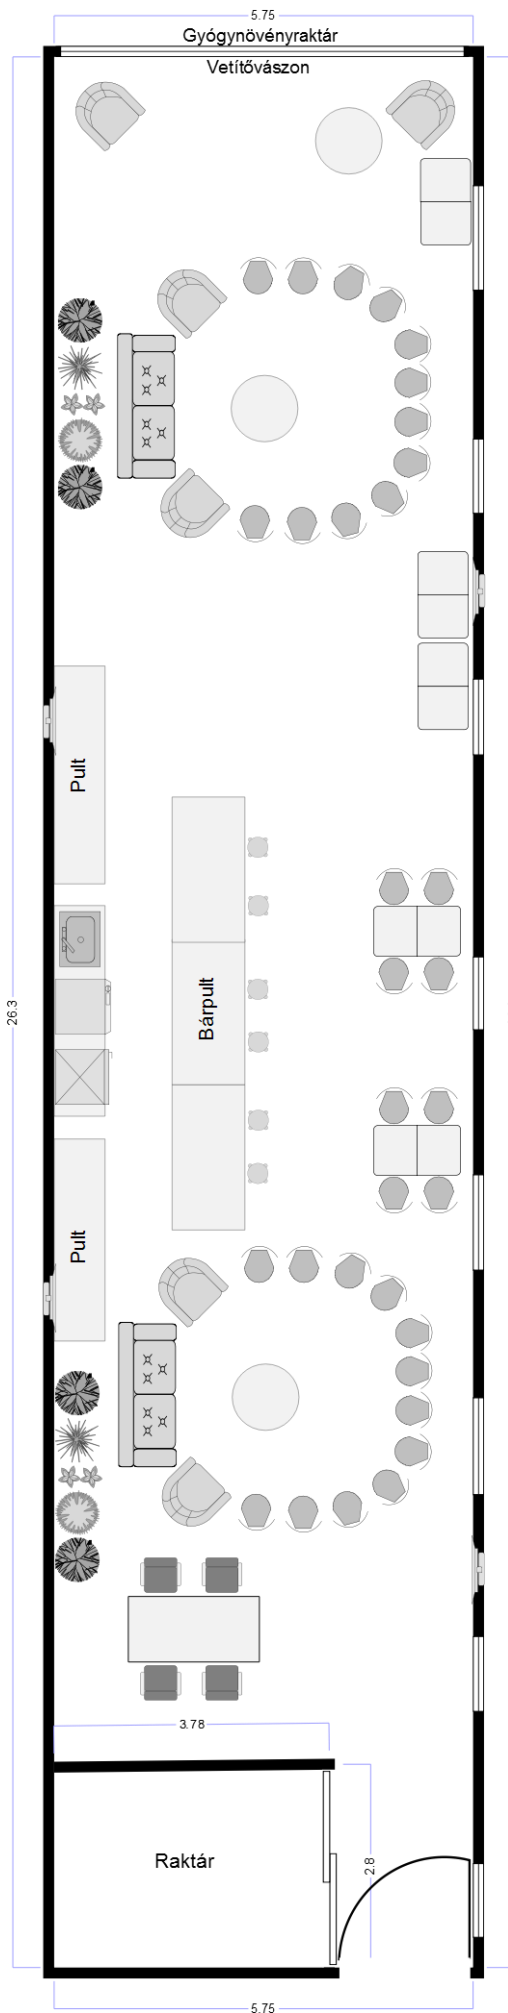 5.75
Gyógynövényraktár
Vetítővászon
Pult
Bárpult
26.3
Pult
3.78
Raktár
2.8
5.75